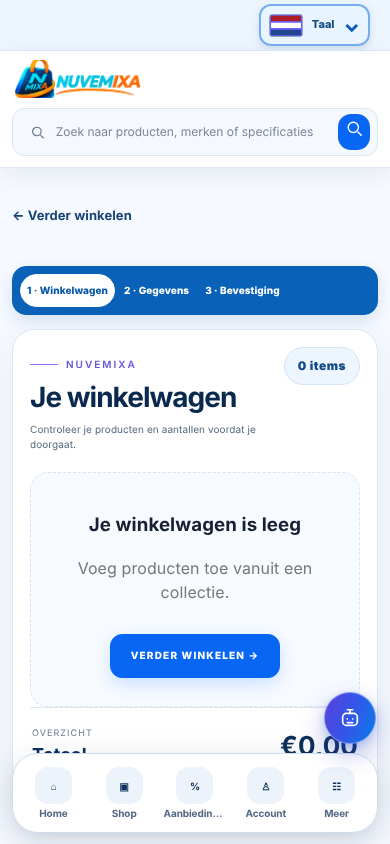 Taal
MIXA NUVEMIXA
Zoek naar producten, merken of specificaties
← Verder winkelen
1 · Winkelwagen 2 · Gegevens 3 · Bevestiging
NUVEMIXA
0 items
Je winkelwagen
Controleer je producten en aantallen voordat je
doorgaat.
Je winkelwagen is leeg
Voeg producten toe vanuit een
collectie.
VERDER WINKELEN →
OVERZICHT
Totaal €0,00
%
Home Shop Aanbiedin... Account Meer